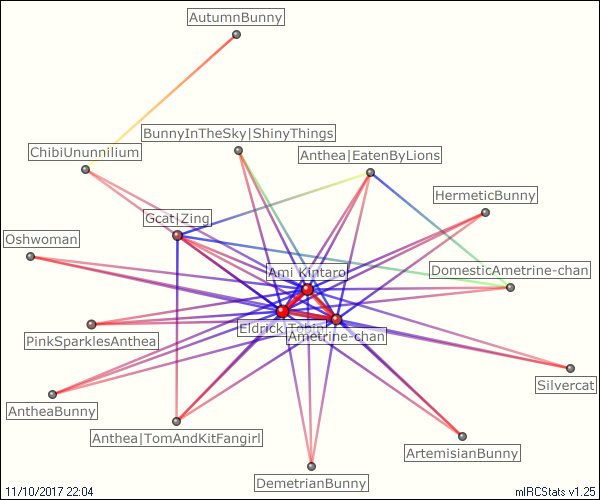 AutumnBunny
BunnyInTheSky|ShinyThings
ChibiUnunnilium
Anthea|EatenByLions
HermeticBunny
Gcat|Zing
Oshwoman
Ami Kintaro
DomesticAmetrine-chan
Eldrick Tobin
Ametrine-chan
PinkSparklesAnthea
Silvercat
AntheaBunny
Anthea|TomAndKitFangirl
ArtemisianBunny
DemetrianBunny
11/10/2017 22:04
mIRCStats v1.25